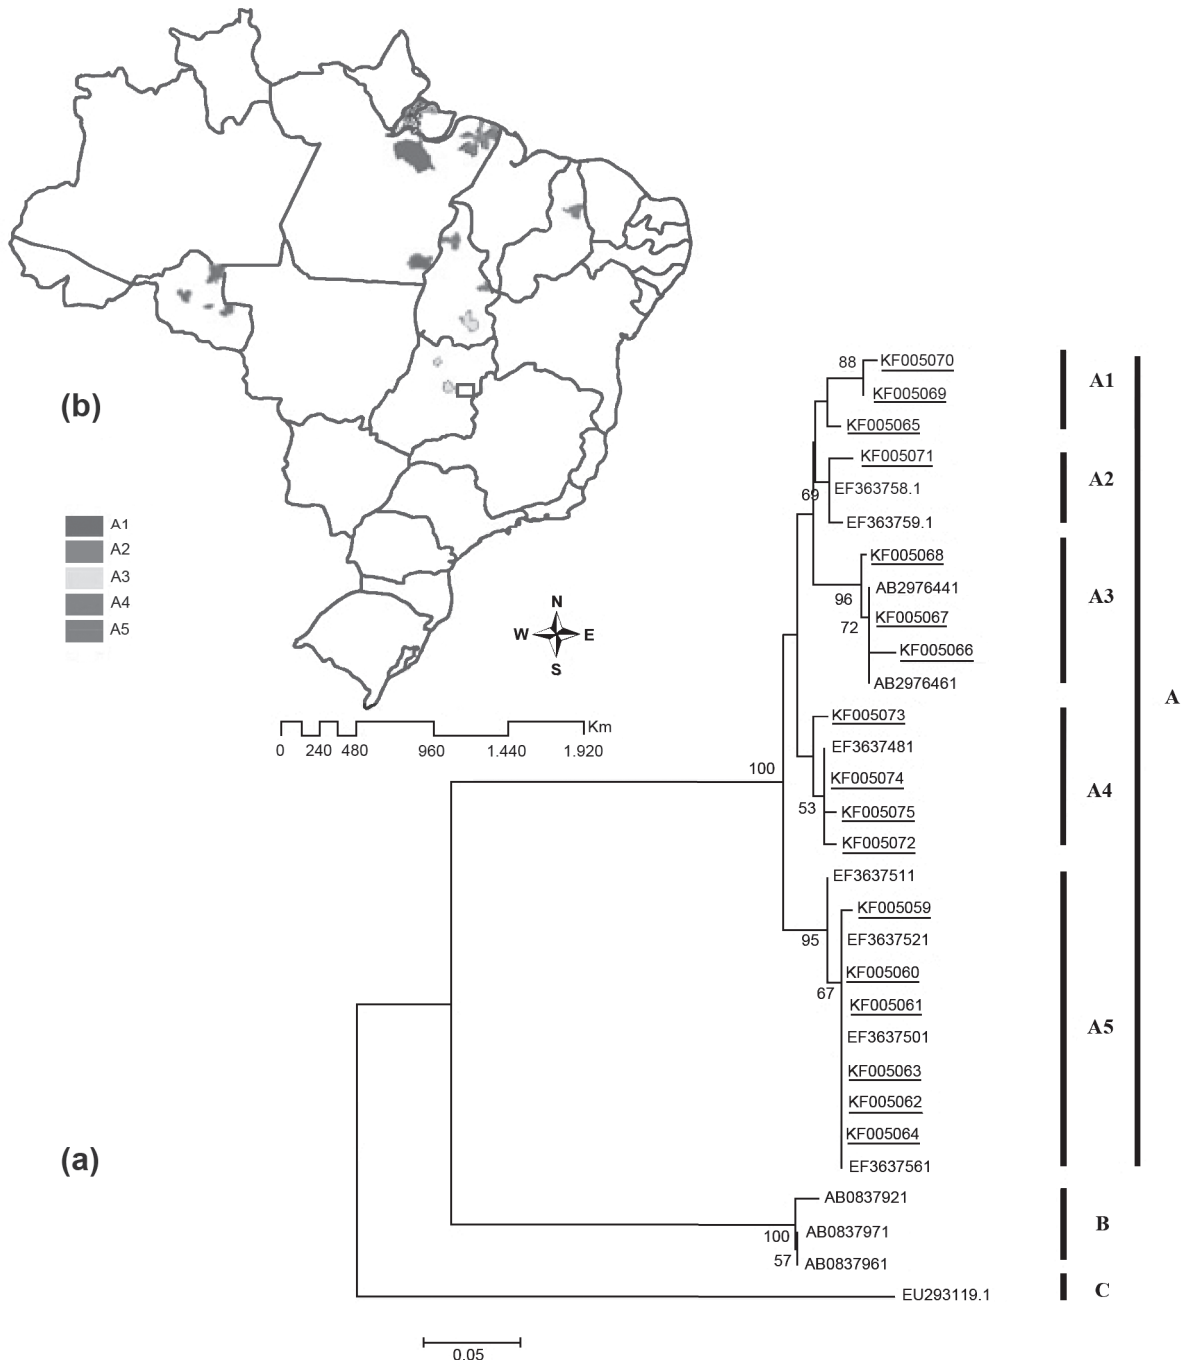 (b)
A1
A2
A3
A4
A5
N
W E
S
Km
0 240 480 960 1.440 1.920
88 KF005070
KF005069
KF005065
A1
KF005071
69 EF363758.1
EF363759.1
A2
KF005068
96 AB2976441
72 KF005067
KF005066
AB2976461
A3
KF005073
EF3637481
KF005074
53 KF005075
KF005072
A4
100
EF3637511
KF005059
95 EF3637521
67 KF005060
KF005061
EF3637501
KF005063
KF005062
KF005064
EF3637561
A5
A
(a)
AB0837921
100 AB0837971
57 AB0837961
B
EU293119.1
C
0.05